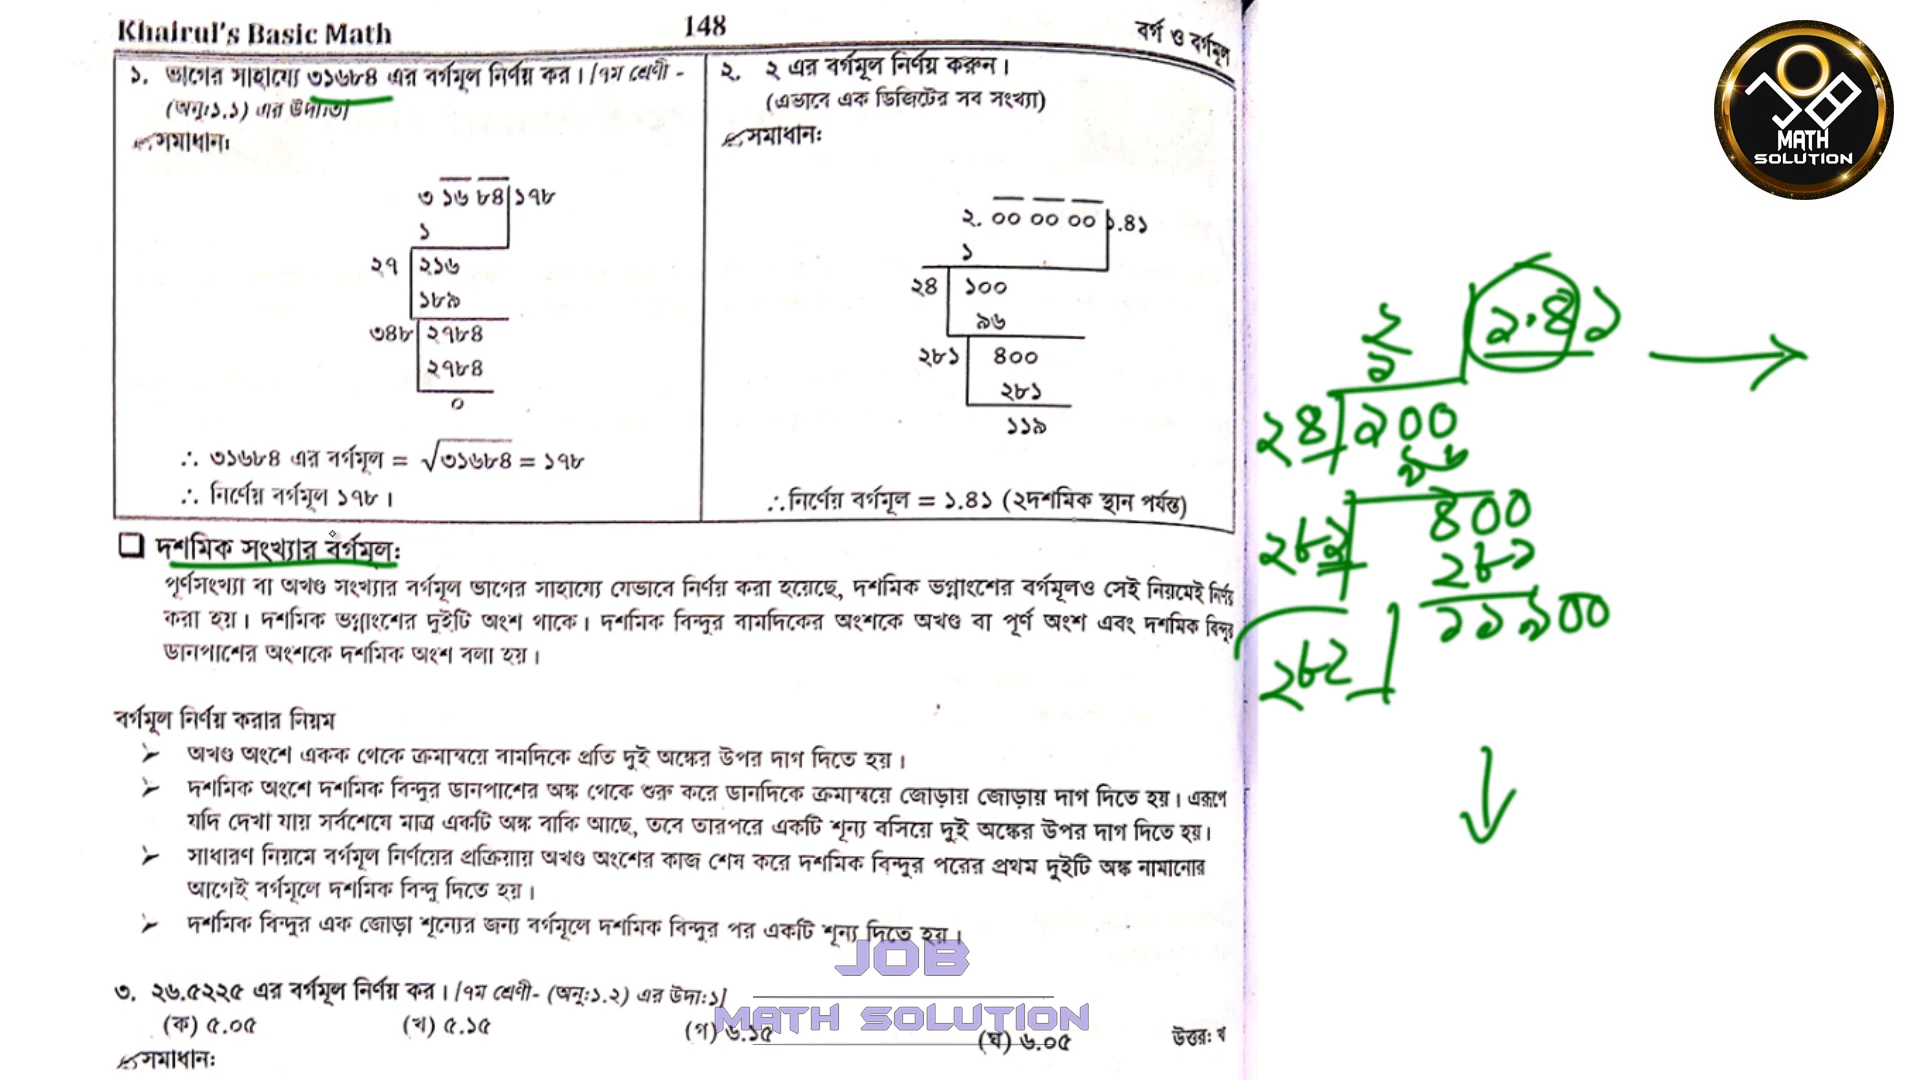 Khairul's Basic Math
148
বর্গ ও বর্গমূল
১. ভাগের সাহায্যে ৩১৬৮৪ এর বর্গমূল নির্ণয় কর। [৭ম শ্রেণী -
(অনু:১.১) এর উদা:৩]
সমাধান:
৩ ১৬ ৮৪ ১৭৮
১
২৭ ২১৬
১৮৯
৩৪৮ ২৭৮৪
২৭৮৪
০
∴ ৩১৬৮৪ এর বর্গমূল = √৩১৬৮৪ = ১৭৮
∴ নির্ণেয় বর্গমূল ১৭৮।
২. ২ এর বর্গমূল নির্ণয় করুন।
(এভাবে এক ডিজিটের সব সংখ্যা)
সমাধান:
২. ০০ ০০ ০০ ১.৪১
১
২৪ ১০০
৯৬
২৮১ ৪০০
২৮১
১১৯
∴নির্ণেয় বর্গমূল = ১.৪১ (২দশমিক স্থান পর্যন্ত)
২ ১.৪১
১
২৪ ১০০
৯৬
২৮১ ৪০০
২৮১
১১৯০০
২৮২
দশমিক সংখ্যার বর্গমূল:
পূর্ণসংখ্যা বা অখণ্ড সংখ্যার বর্গমূল ভাগের সাহায্যে যেভাবে নির্ণয় করা হয়েছে, দশমিক ভগ্নাংশের বর্গমূলও সেই নিয়মেই নির্ণয়
করা হয়। দশমিক ভগ্নাংশের দুইটি অংশ থাকে। দশমিক বিন্দুর বামদিকের অংশকে অখণ্ড বা পূর্ণ অংশ এবং দশমিক বিন্দুর
ডানপাশের অংশকে দশমিক অংশ বলা হয়।
বর্গমূল নির্ণয় করার নিয়ম
➢ অখণ্ড অংশে একক থেকে ক্রমান্বয়ে বামদিকে প্রতি দুই অঙ্কের উপর দাগ দিতে হয়।
➢ দশমিক অংশে দশমিক বিন্দুর ডানপাশের অঙ্ক থেকে শুরু করে ডানদিকে ক্রমান্বয়ে জোড়ায় জোড়ায় দাগ দিতে হয়। এরূপে
যদি দেখা যায় সর্বশেষে মাত্র একটি অঙ্ক বাকি আছে, তবে তারপরে একটি শূন্য বসিয়ে দুই অঙ্কের উপর দাগ দিতে হয়।
➢ সাধারণ নিয়মে বর্গমূল নির্ণয়ের প্রক্রিয়ায় অখণ্ড অংশের কাজ শেষ করে দশমিক বিন্দুর পরের প্রথম দুইটি অঙ্ক নামানোর
আগেই বর্গমূলে দশমিক বিন্দু দিতে হয়।
➢ দশমিক বিন্দুর এক জোড়া শূন্যের জন্য বর্গমূলে দশমিক বিন্দুর পর একটি শূন্য দিতে হয়।
৩. ২৬.৫২২৫ এর বর্গমূল নির্ণয় কর। [৭ম শ্রেণী- (অনু:১.২) এর উদা:১]
(ক) ৫.০৫ (খ) ৫.১৫ (গ) ৬.১৫ (ঘ) ৬.০৫ উত্তর: খ
সমাধান:
JOB
MATH SOLUTION
JOB
MATH
SOLUTION